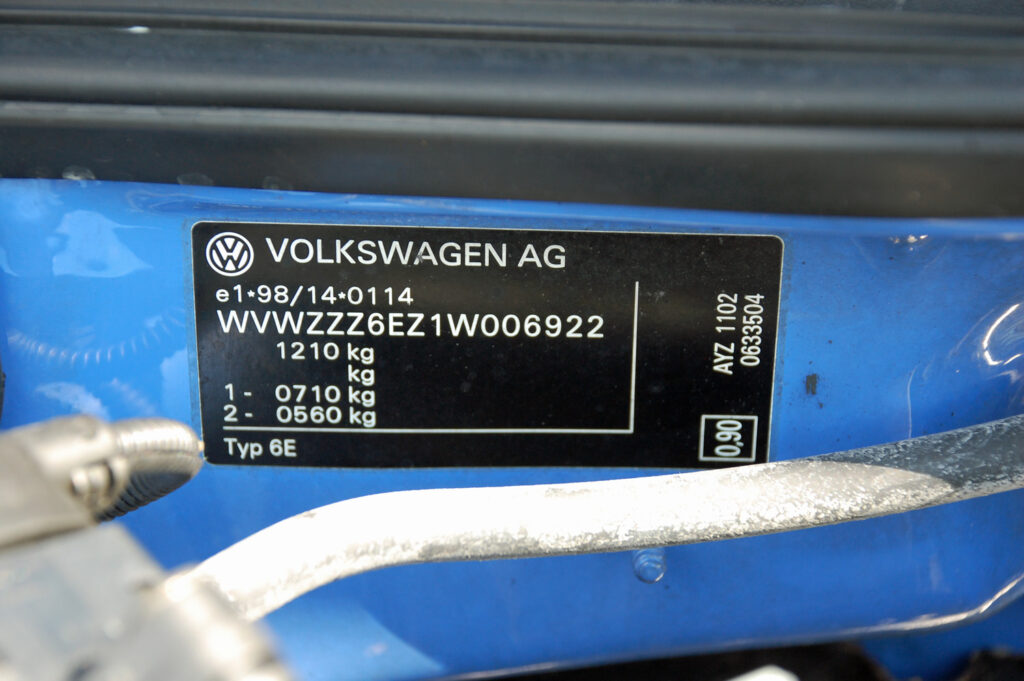 VOLKSWAGEN AG
e1*98/14*0114
WVWZZZ6EZ1W006922
1210 kg
kg
1 - 0710 kg
2 - 0560 kg
Typ 6E
AYZ 1102
0633504
0,90